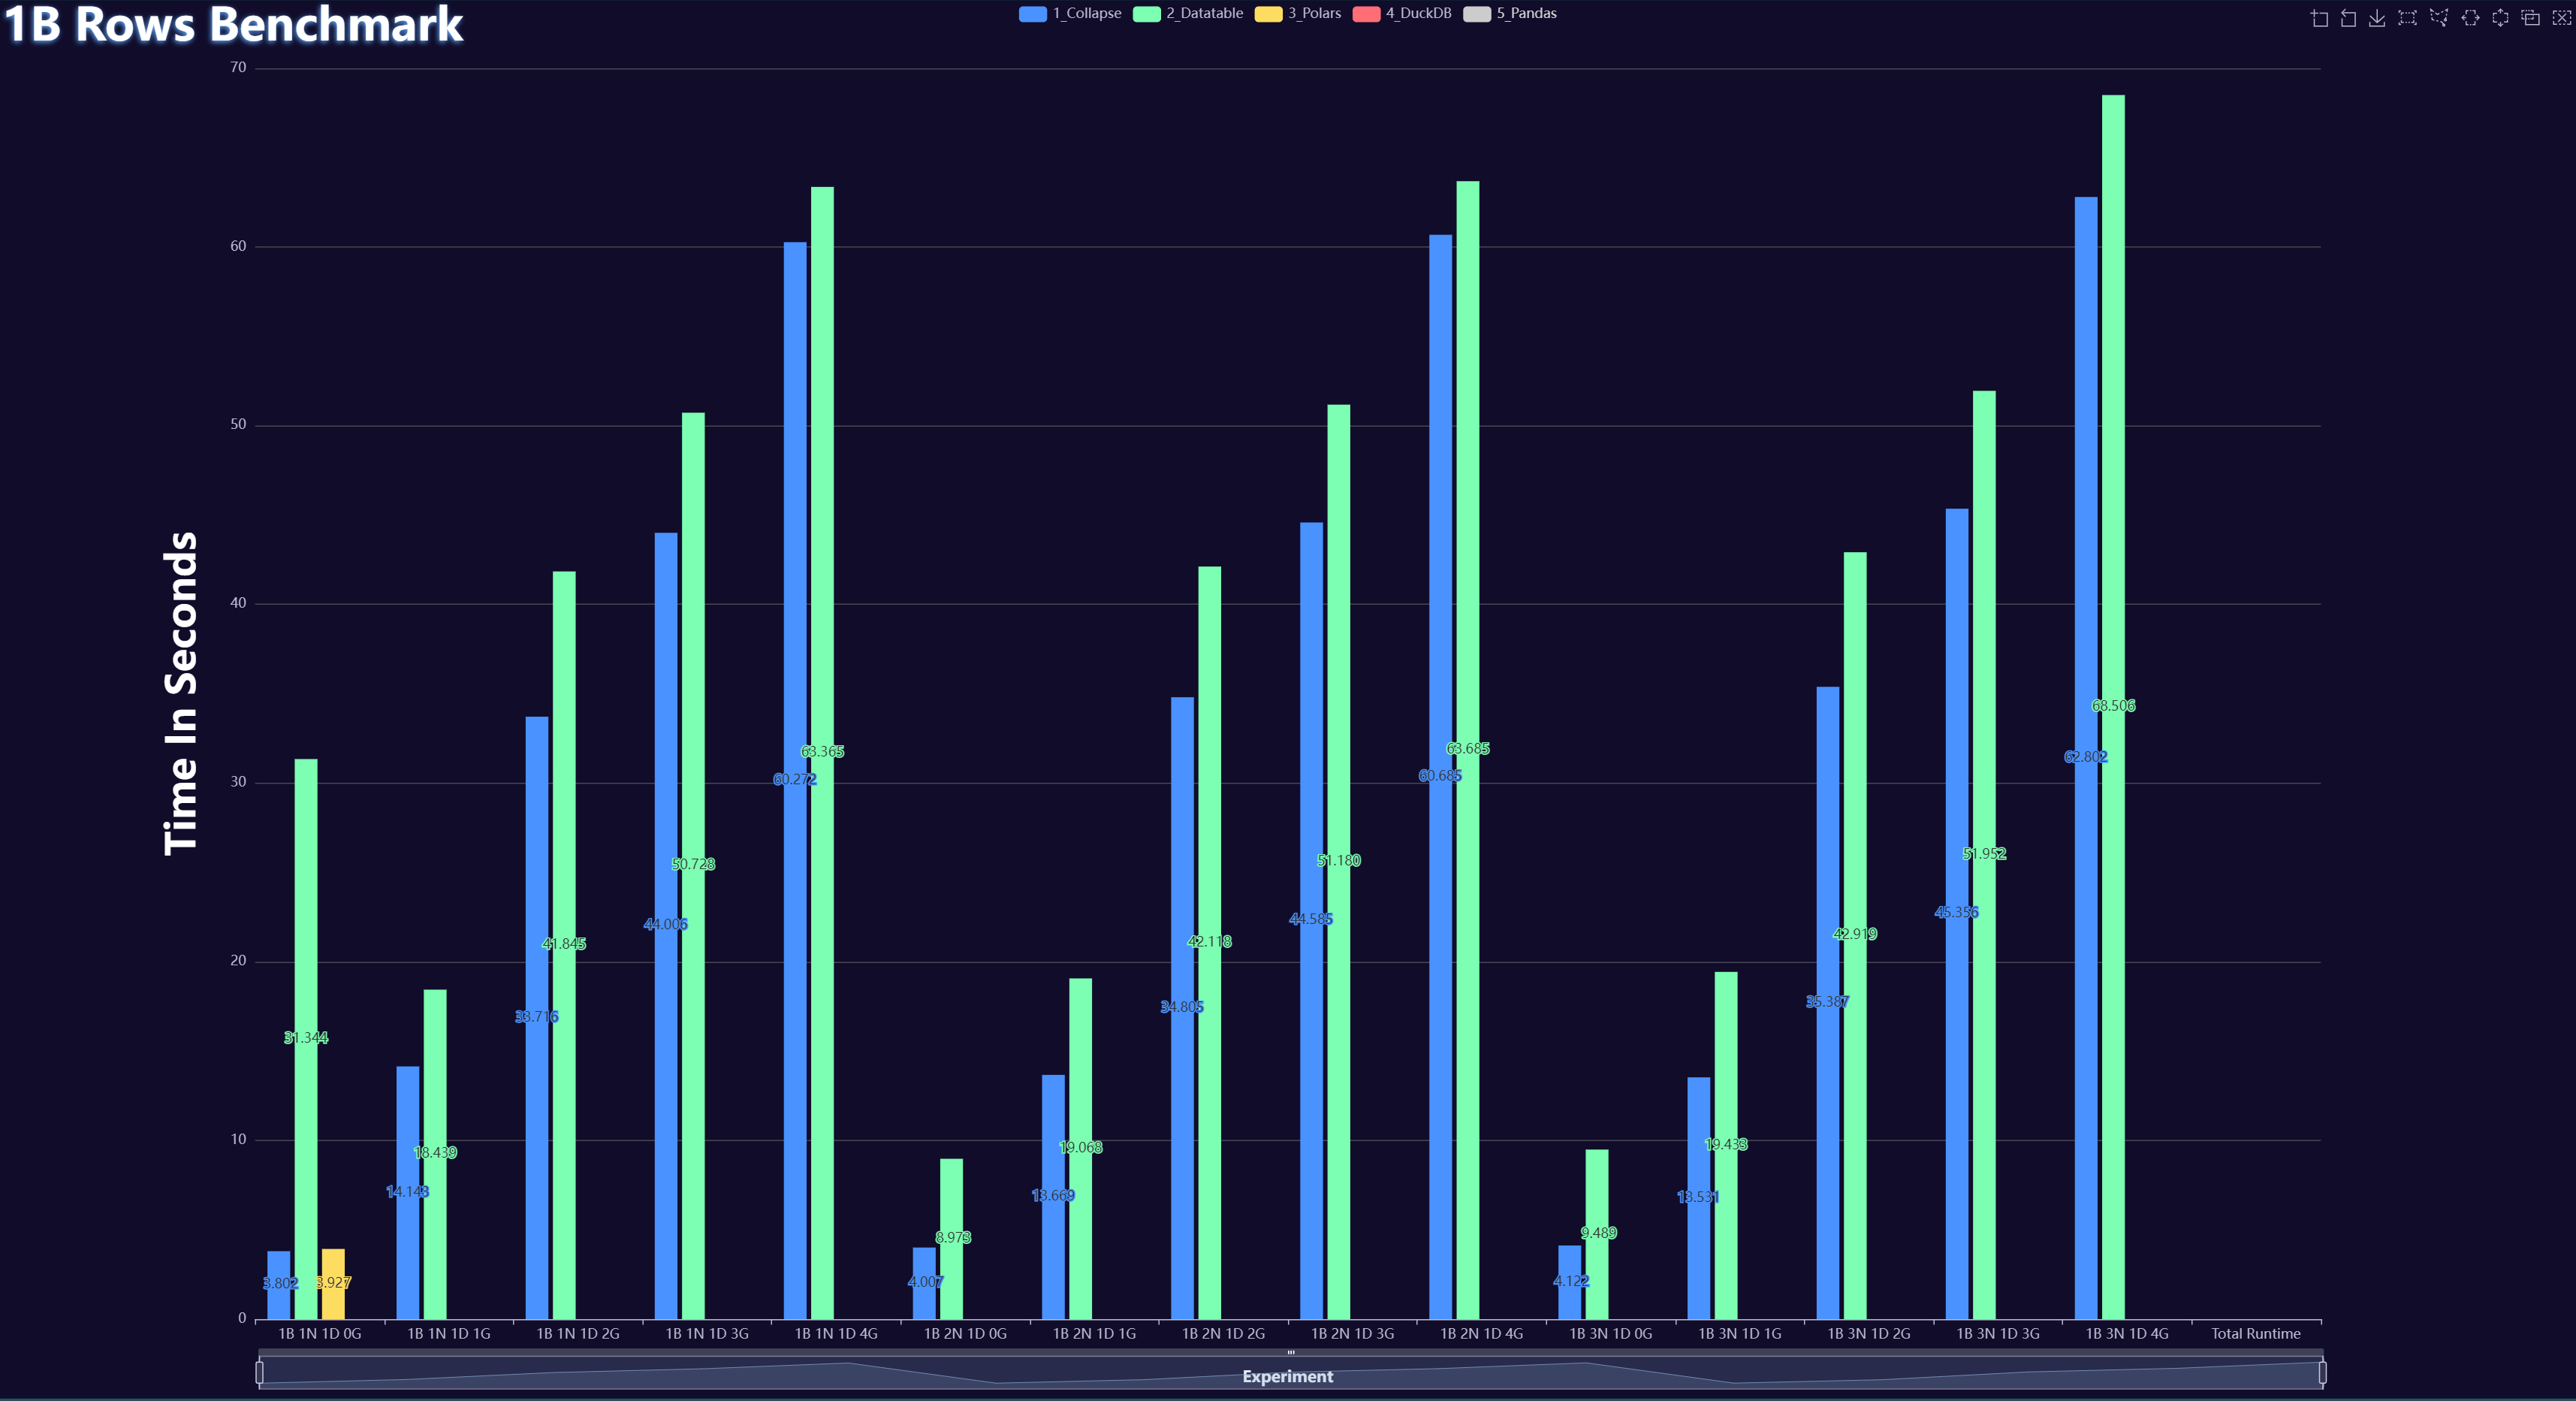 1B Rows Benchmark
1_Collapse 2_Datatable 3_Polars 4_DuckDB 5_Pandas
Time In Seconds
70
60
50
40
30
20
10
0
3.802
31.344
3.927
14.143
18.439
33.716
41.845
44.006
50.728
60.272
63.365
4.007
8.973
13.669
19.068
34.805
42.118
44.585
51.180
60.685
63.685
4.122
9.489
13.531
19.433
35.387
42.919
45.356
51.952
62.802
68.506
1B 1N 1D 0G
1B 1N 1D 1G
1B 1N 1D 2G
1B 1N 1D 3G
1B 1N 1D 4G
1B 2N 1D 0G
1B 2N 1D 1G
1B 2N 1D 2G
1B 2N 1D 3G
1B 2N 1D 4G
1B 3N 1D 0G
1B 3N 1D 1G
1B 3N 1D 2G
1B 3N 1D 3G
1B 3N 1D 4G
Total Runtime
Experiment